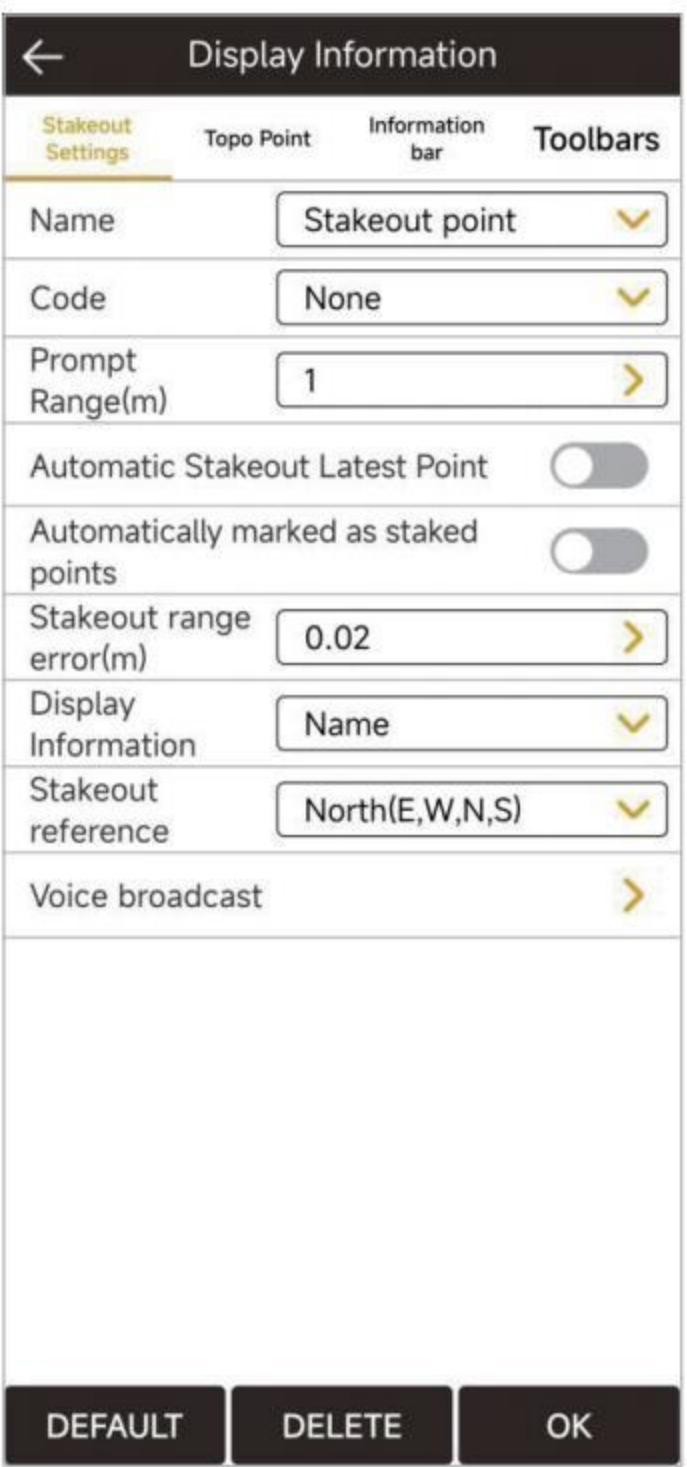 Display Information
Stakeout
Settings
Topo Point
Information
bar
Toolbars
Name
Stakeout point
Code
None
Prompt
Range(m)
1
Automatic Stakeout Latest Point
Automatically marked as staked
points
Stakeout range
error(m)
0.02
Display
Information
Name
Stakeout
reference
North(E,W,N,S)
Voice broadcast
DEFAULT
DELETE
OK